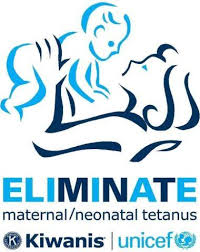 ELIMINATE
maternal/neonatal tetanus
Kiwanis | unicef